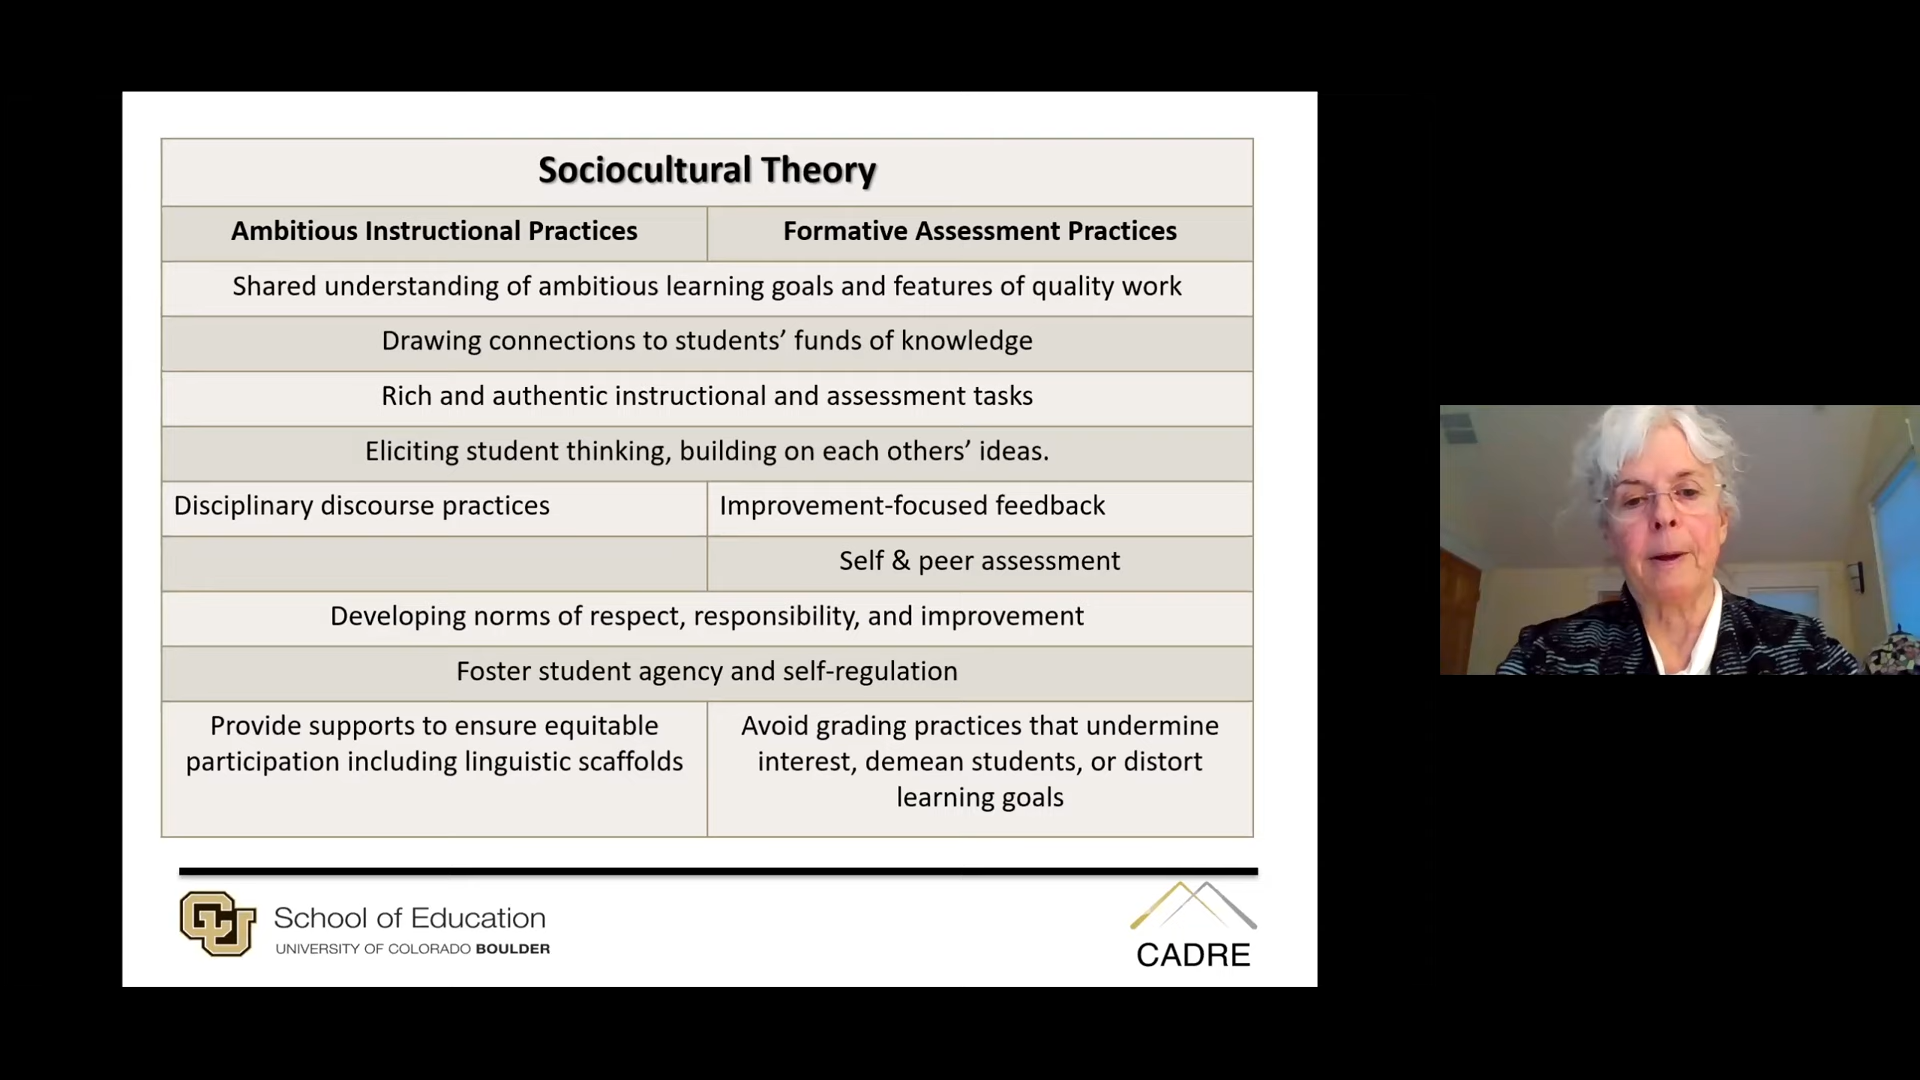 Sociocultural Theory
Ambitious Instructional Practices
Formative Assessment Practices
Shared understanding of ambitious learning goals and features of quality work
Drawing connections to students’ funds of knowledge
Rich and authentic instructional and assessment tasks
Eliciting student thinking, building on each others’ ideas.
Disciplinary discourse practices
Improvement-focused feedback
Self & peer assessment
Developing norms of respect, responsibility, and improvement
Foster student agency and self-regulation
Provide supports to ensure equitable
participation including linguistic scaffolds
Avoid grading practices that undermine
interest, demean students, or distort
learning goals
CU
School of Education
UNIVERSITY OF COLORADO BOULDER
CADRE